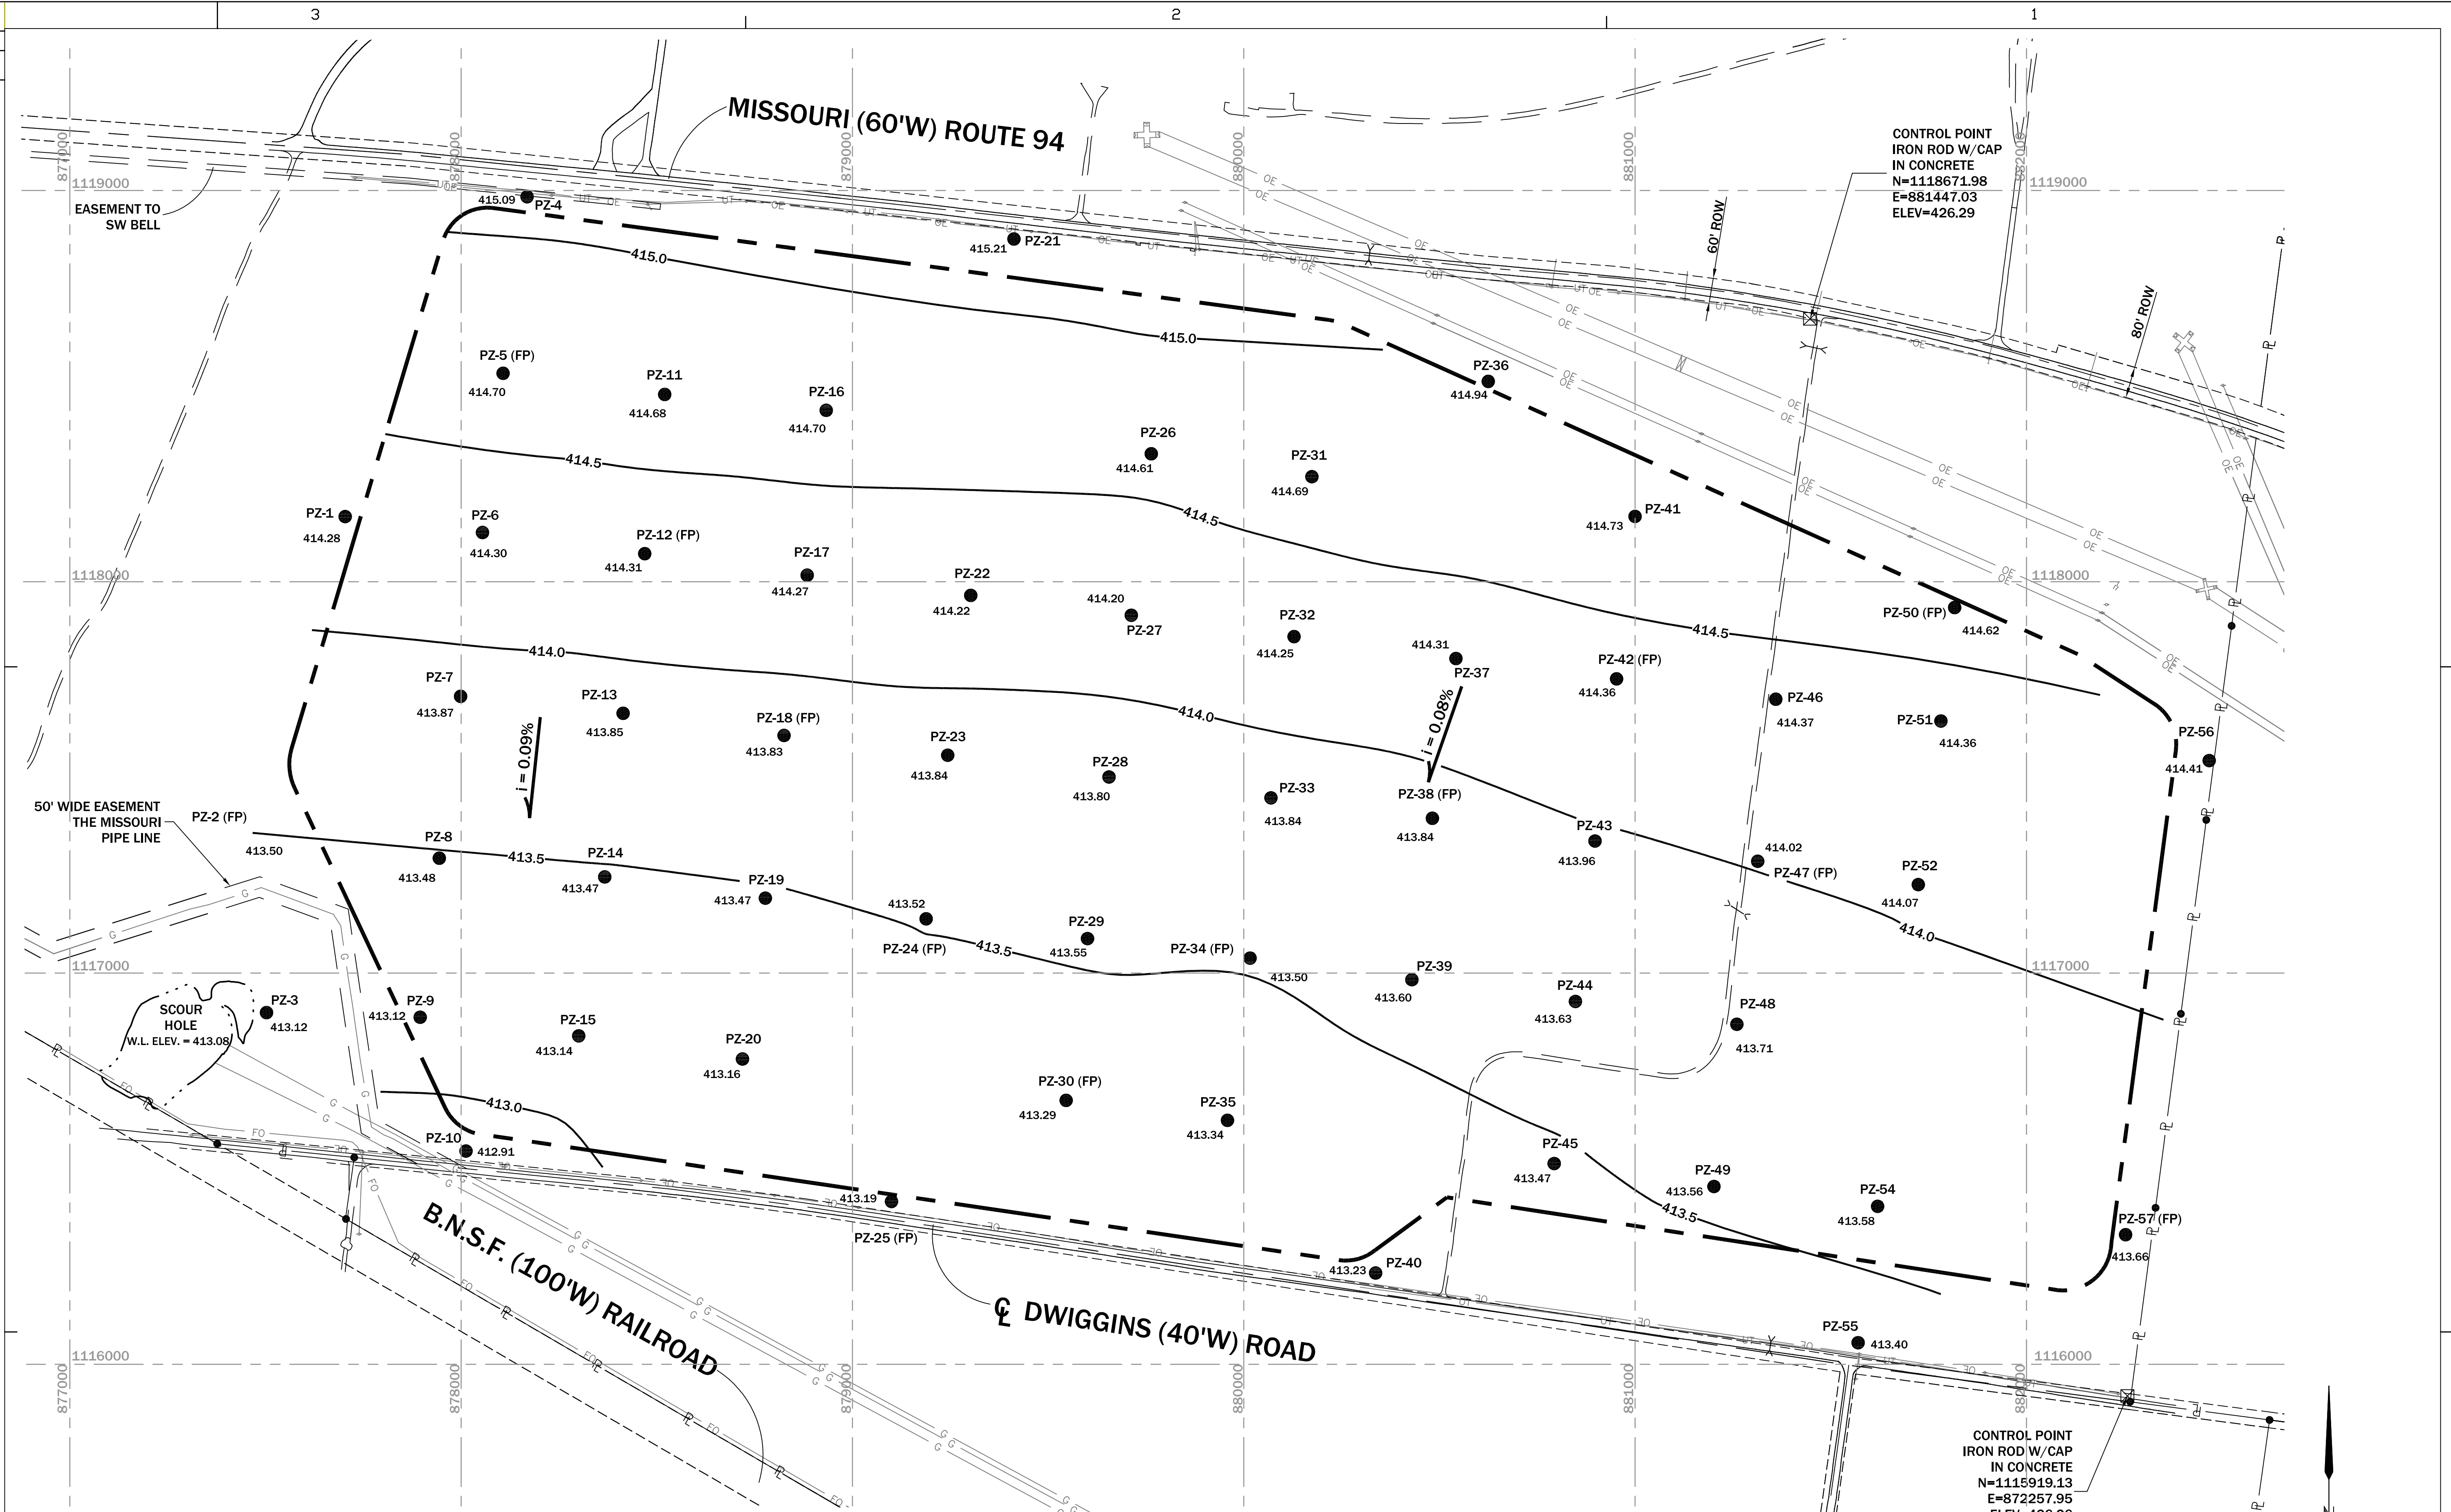 3
2
1
MISSOURI (60'W) ROUTE 94
CONTROL POINT
IRON ROD W/CAP
IN CONCRETE
N=1118671.98
E=881447.03
ELEV=426.29
877000
878000
879000
880000
881000
882000
1119000
1119000
EASEMENT TO
SW BELL
415.09
PZ-4
415.21
PZ-21
60' ROW
80' ROW
415.0
415.0
PZ-5 (FP)
414.70
PZ-11
414.68
PZ-16
414.70
PZ-36
414.94
PZ-26
414.61
PZ-31
414.69
414.5
414.5
PZ-1
414.28
PZ-6
414.30
PZ-12 (FP)
414.31
PZ-17
414.27
PZ-41
414.73
1118000
1118000
PZ-22
414.22
414.20
PZ-27
PZ-32
414.25
414.31
PZ-37
PZ-42 (FP)
414.36
414.5
PZ-50 (FP)
414.62
414.0
414.0
PZ-7
413.87
PZ-13
413.85
PZ-18 (FP)
413.83
PZ-23
413.84
PZ-28
413.80
PZ-33
413.84
i = 0.09%
i = 0.08%
PZ-38 (FP)
413.84
PZ-46
414.37
PZ-51
414.36
PZ-56
414.41
50' WIDE EASEMENT
THE MISSOURI
PIPE LINE
PZ-2 (FP)
413.50
PZ-8
413.48
413.5
PZ-14
413.47
PZ-19
413.47
413.52
PZ-24 (FP)
413.5
PZ-29
413.55
PZ-34 (FP)
413.50
PZ-43
413.96
414.02
PZ-47 (FP)
PZ-52
414.07
414.0
1117000
1117000
PZ-39
413.60
PZ-44
413.63
PZ-48
413.71
SCOUR
HOLE
W.L. ELEV. = 413.08
PZ-3
413.12
PZ-9
413.12
PZ-15
413.14
PZ-20
413.16
PZ-30 (FP)
413.29
PZ-35
413.34
413.0
PZ-10
412.91
413.19
PZ-25 (FP)
413.23
PZ-40
PZ-45
413.47
PZ-49
413.56
413.5
PZ-54
413.58
PZ-57 (FP)
413.66
PZ-55
413.40
B.N.S.F. (100'W) RAILROAD
DWIGGINS (40'W) ROAD
1116000
1116000
877000
878000
879000
880000
881000
882000
CONTROL POINT
IRON ROD W/CAP
IN CONCRETE
N=1115919.13
E=872257.95